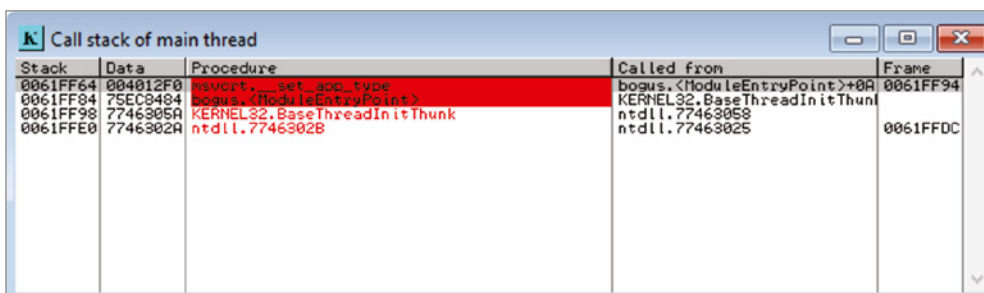 K Call stack of main thread
Stack Data Procedure Called from Frame
0061FF64 004012F0 msvcrt.__set_app_type bogus.<ModuleEntryPoint>+0A 0061FF94
0061FF84 75EC8484 bogus.<ModuleEntryPoint> KERNEL32.BaseThreadInitThun
0061FF98 7746305A KERNEL32.BaseThreadInitThunk ntdll.77463058
0061FFE0 7746302A ntdll.7746302B ntdll.77463025 0061FFDC